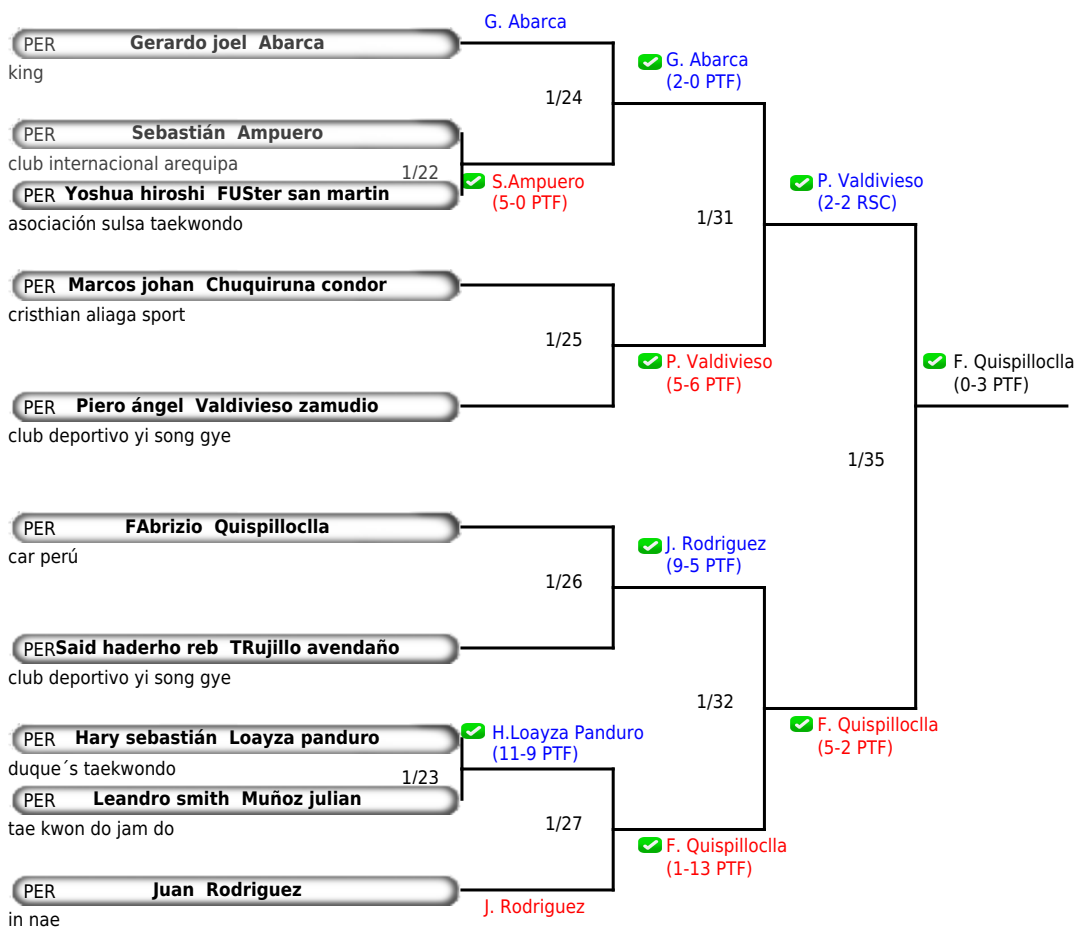 G. Abarca
PER Gerardo joel Abarca
king
G. Abarca
(2-0 PTF)
1/24
PER Sebastián Ampuero
club internacional arequipa
1/22
PER Yoshua hiroshi FUSter san martin
asociación sulsa taekwondo
S.Ampuero
(5-0 PTF)
P. Valdivieso
(2-2 RSC)
1/31
PER Marcos johan Chuquiruna condor
cristhian aliaga sport
1/25
P. Valdivieso
(5-6 PTF)
F. Quispilloclla
(0-3 PTF)
PER Piero ángel Valdivieso zamudio
club deportivo yi song gye
1/35
PER FAbrizio Quispilloclla
car perú
J. Rodriguez
(9-5 PTF)
1/26
PERSaid haderho reb TRujillo avendaño
club deportivo yi song gye
1/32
PER Hary sebastián Loayza panduro
duque´s taekwondo
1/23
H.Loayza Panduro
(11-9 PTF)
F. Quispilloclla
(5-2 PTF)
PER Leandro smith Muñoz julian
tae kwon do jam do
1/27
F. Quispilloclla
(1-13 PTF)
PER Juan Rodriguez
in nae
J. Rodriguez